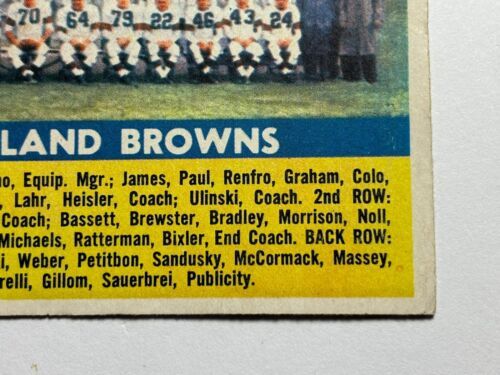 70 64 79 22 46 43 24
LAND BROWNS
no, Equip. Mgr.; James, Paul, Renfro, Graham, Colo,
, Lahr, Heisler, Coach; Ulinski, Coach. 2nd ROW:
Coach; Bassett, Brewster, Bradley, Morrison, Noll,
Michaels, Ratterman, Bixler, End Coach. BACK ROW:
i, Weber, Petitbon, Sandusky, McCormack, Massey,
relli, Gillom, Sauerbrei, Publicity.